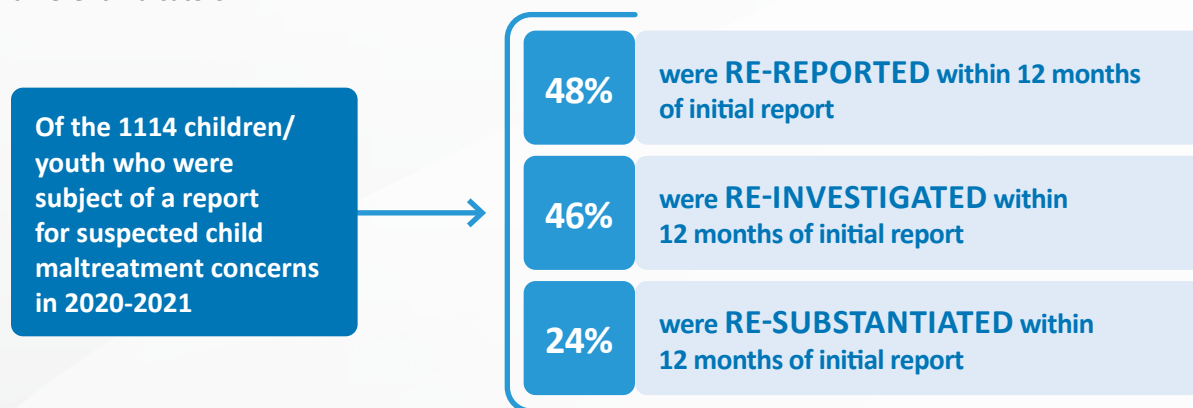 Of the 1114 children/
youth who were
subject of a report
for suspected child
maltreatment concerns
in 2020-2021
48%
were RE-REPORTED within 12 months
of initial report
46%
were RE-INVESTIGATED within
12 months of initial report
24%
were RE-SUBSTANTIATED within
12 months of initial report